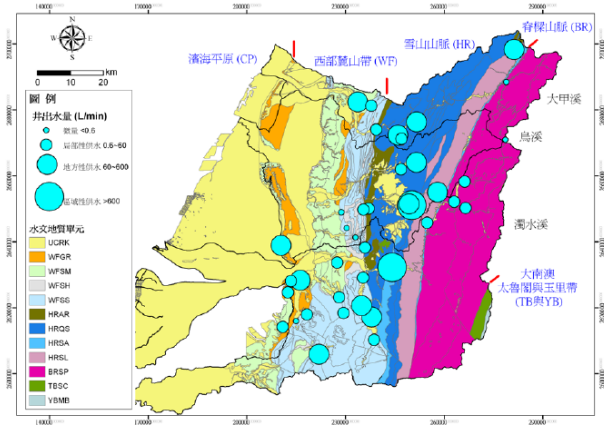 N
W E
S
0 10 20
km
圖 例
井出水量 (L/min)
微量 <0.6
局部性供水 0.6~60
地方性供水 60~600
區域性供水 >600
水文地質單元
UCRK
WFGR
WFSM
WFSH
WFSS
HRAR
HRQS
HRSA
HRSL
BRSP
TBSC
YBMB
濱海平原 (CP)
西部麓山帶 (WF)
雪山山脈 (HR)
脊樑山脈 (BR)
大甲溪
烏溪
濁水溪
大南澳
太魯閣與玉里帶
(TB與YB)